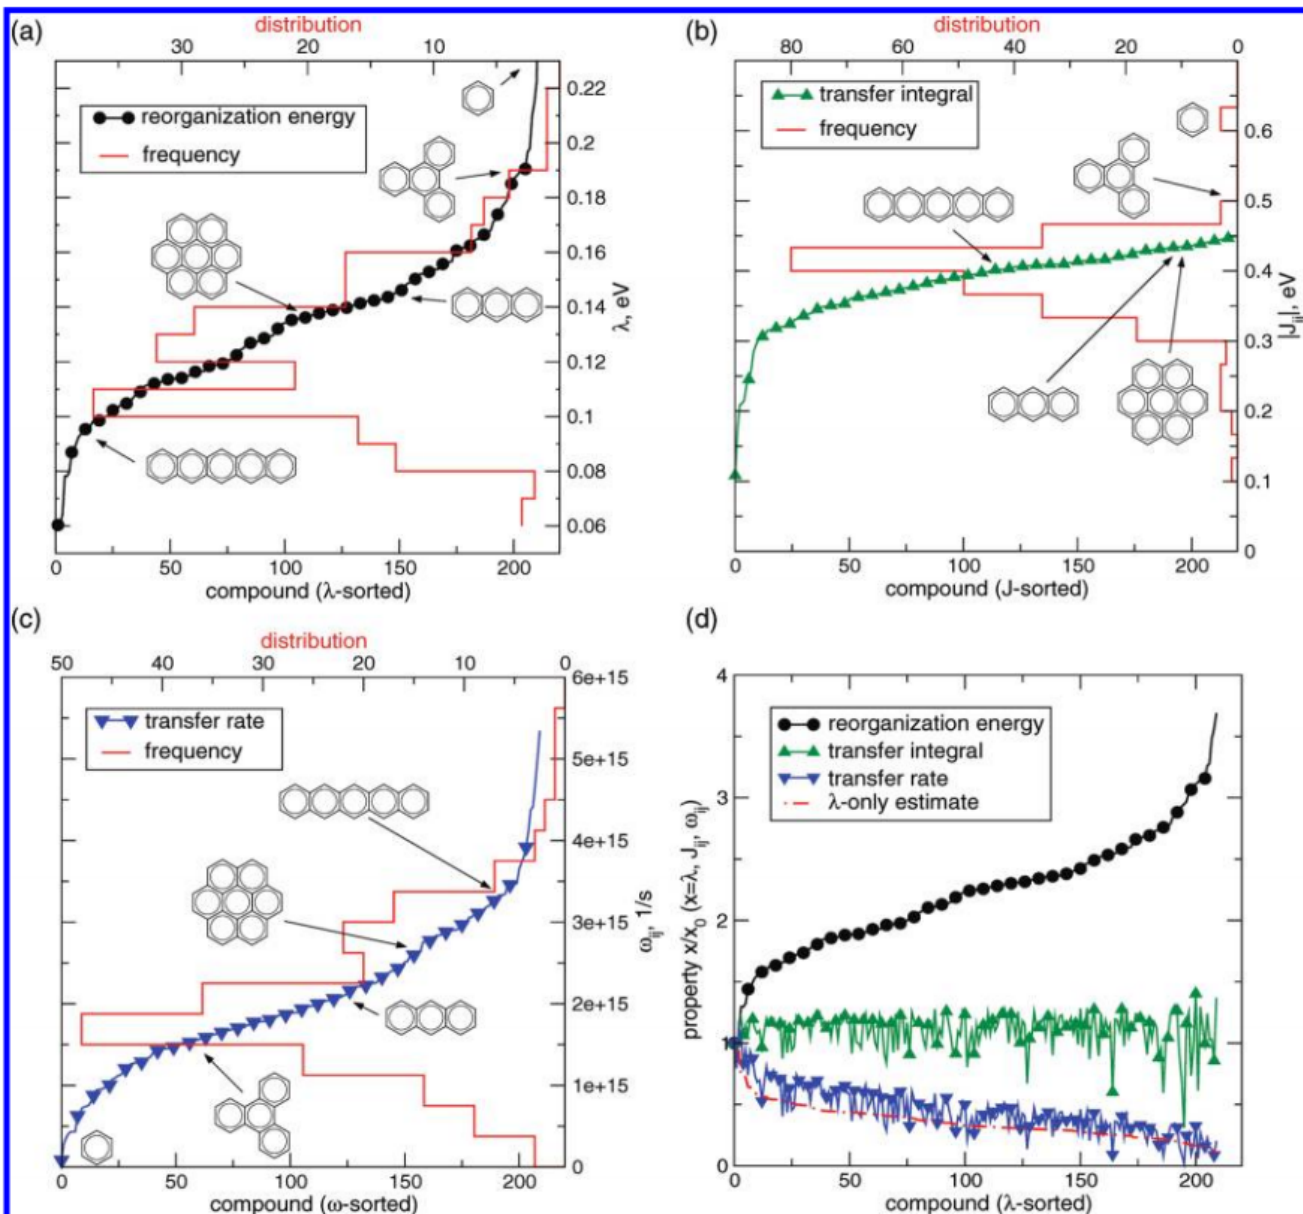 (a)
distribution
30 20 10
reorganization energy
frequency
0.22
0.2
0.18
0.16
0.14
0.12
0.1
0.08
0.06
λ, eV
0 50 100 150 200
compound (λ-sorted)
(b)
distribution
80 60 40 20 0
transfer integral
frequency
0.6
0.5
0.4
0.3
0.2
0.1
0
|Jij|, eV
0 50 100 150 200
compound (J-sorted)
(c)
distribution
50 40 30 20 10 0
transfer rate
frequency
6e+15
5e+15
4e+15
3e+15
2e+15
1e+15
0
ωij, 1/s
0 50 100 150 200
compound (ω-sorted)
(d)
4
3
2
1
0
property x/x0 (x=λ, Jij, ωij)
reorganization energy
transfer integral
transfer rate
λ-only estimate
0 50 100 150 200
compound (λ-sorted)